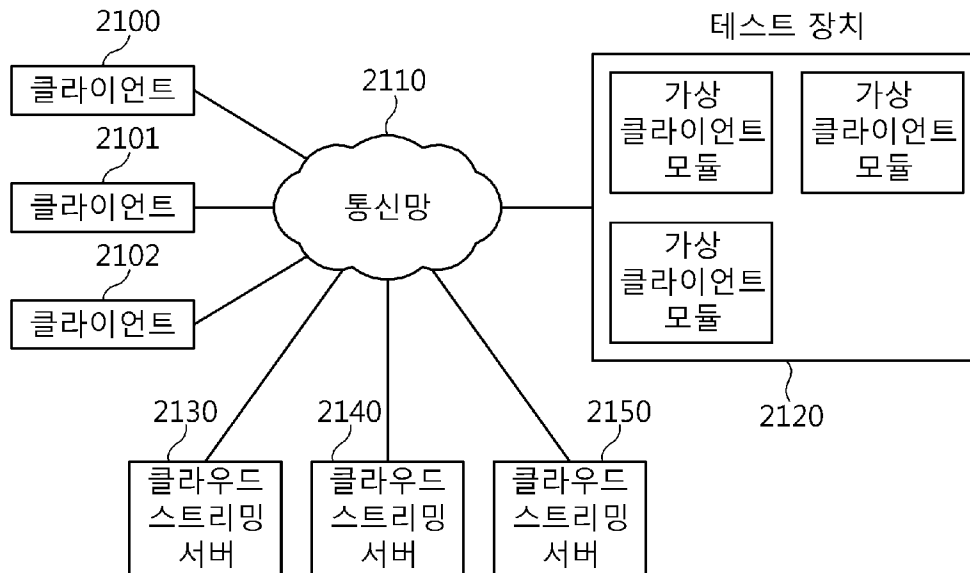 2100
클라이언트
2101
클라이언트
2102
클라이언트
2110
통신망
테스트 장치
가상
클라이언트
모듈
가상
클라이언트
모듈
가상
클라이언트
모듈
2120
2130
클라우드
스트리밍
서버
2140
클라우드
스트리밍
서버
2150
클라우드
스트리밍
서버